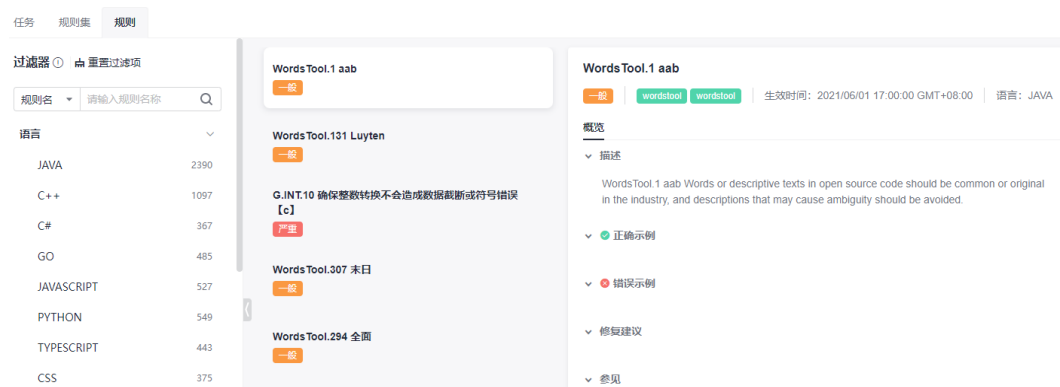 任务 规则集 规则
过滤器 重置过滤项
规则名 请输入规则名称
语言
JAVA 2390
C++ 1097
C# 367
GO 485
JAVASCRIPT 527
PYTHON 549
TYPESCRIPT 443
CSS 375
WordsTool.1 aab
一般
WordsTool.131 Luyten
一般
G.INT.10 确保整数转换不会造成数据截断或符号错误
【c】
严重
WordsTool.307 末日
一般
WordsTool.294 全面
一般
WordsTool.1 aab
一般 wordstool wordstool 生效时间：2021/06/01 17:00:00 GMT+08:00 语言：JAVA
概览
描述
WordsTool.1 aab Words or descriptive texts in open source code should be common or original
in the industry, and descriptions that may cause ambiguity should be avoided.
正确示例
错误示例
修复建议
参见